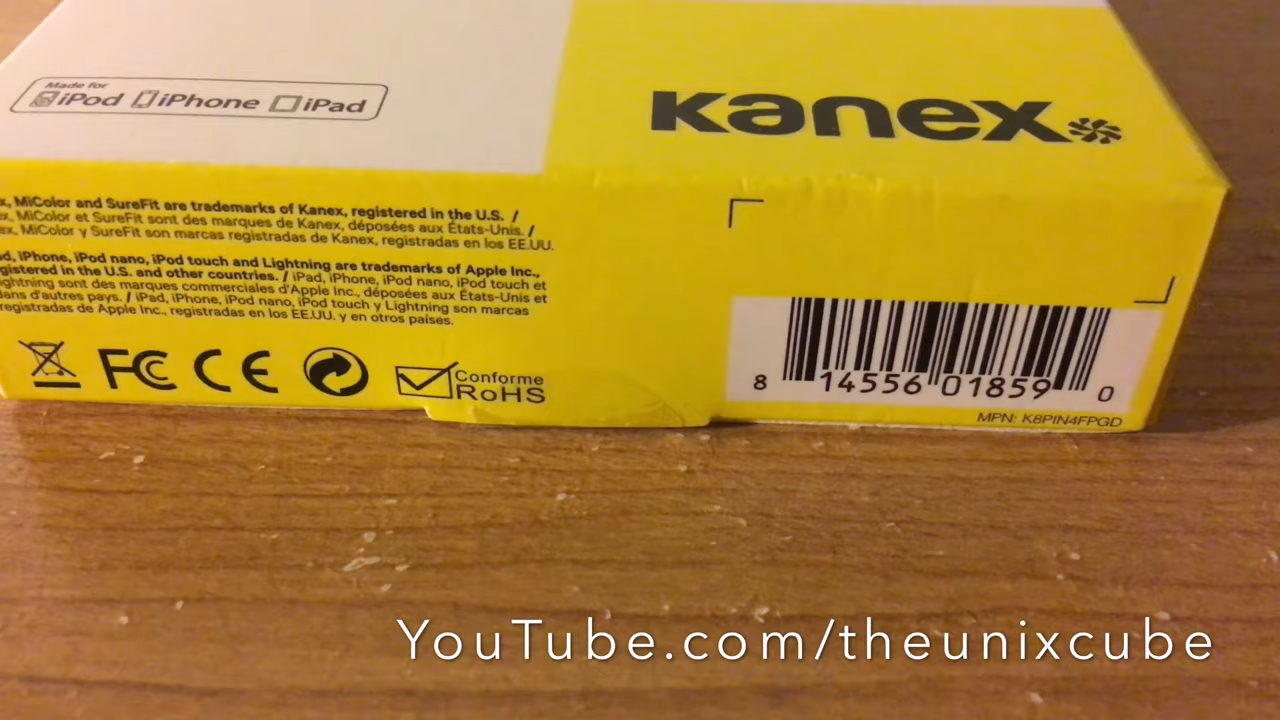 Made for
iPod iPhone iPad
Kanex
MiColor and SureFit are trademarks of Kanex, registered in the U.S. /
MiColor et SureFit sont des marques de Kanex, déposées aux États-Unis. /
MiColor y SureFit son marcas registradas de Kanex, registradas en los EE.UU.
iPhone, iPod nano, iPod touch and Lightning are trademarks of Apple Inc.,
in the U.S. and other countries. / iPad, iPhone, iPod nano, iPod touch et
sont des marques commerciales d'Apple Inc., déposées aux États-Unis et
dans d'autres pays. / iPad, iPhone, iPod nano, iPod touch y Lightning son marcas
registradas de Apple Inc., registradas en los EE.UU. y en otros países.
FC CE Conforme
RoHS
8 14556 01859 0
MPN: K8PIN4FPGD
YouTube.com/theunixcube